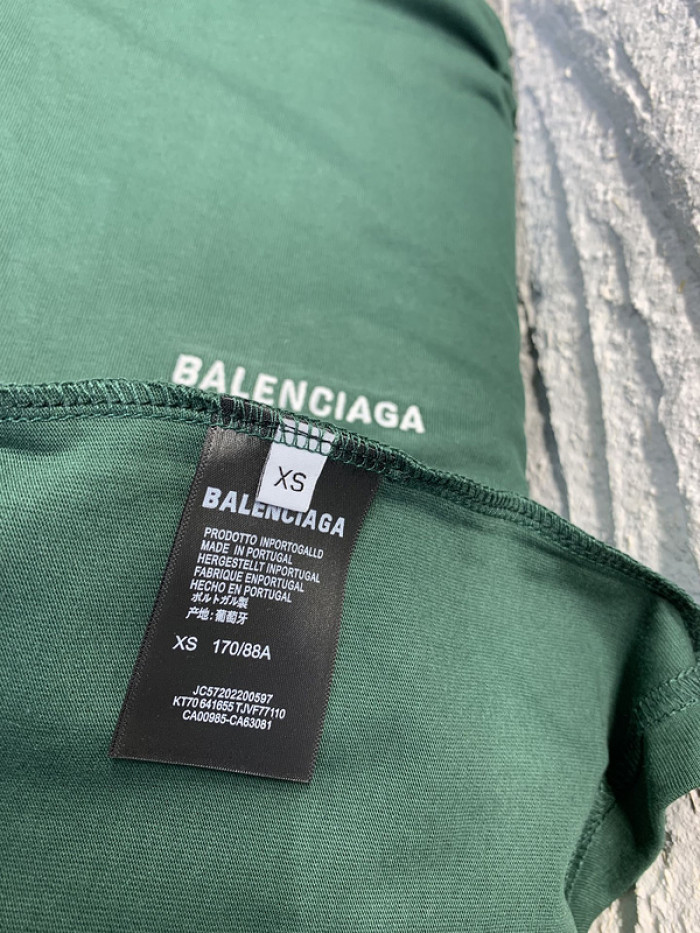 BALENCIAGA
XS
BALENCIAGA
PRODOTTO INPORTOGALLD
MADE IN PORTUGAL
HERGESTELLT INPORTUGAL
FABRIQUE ENPORTUGAL
HECHO EN PORTUGAL
ポルトガル製
产地:葡萄牙
XS 170/88A
JC57202200597
KT70 641655 TJVF77110
CA00985-CA63081